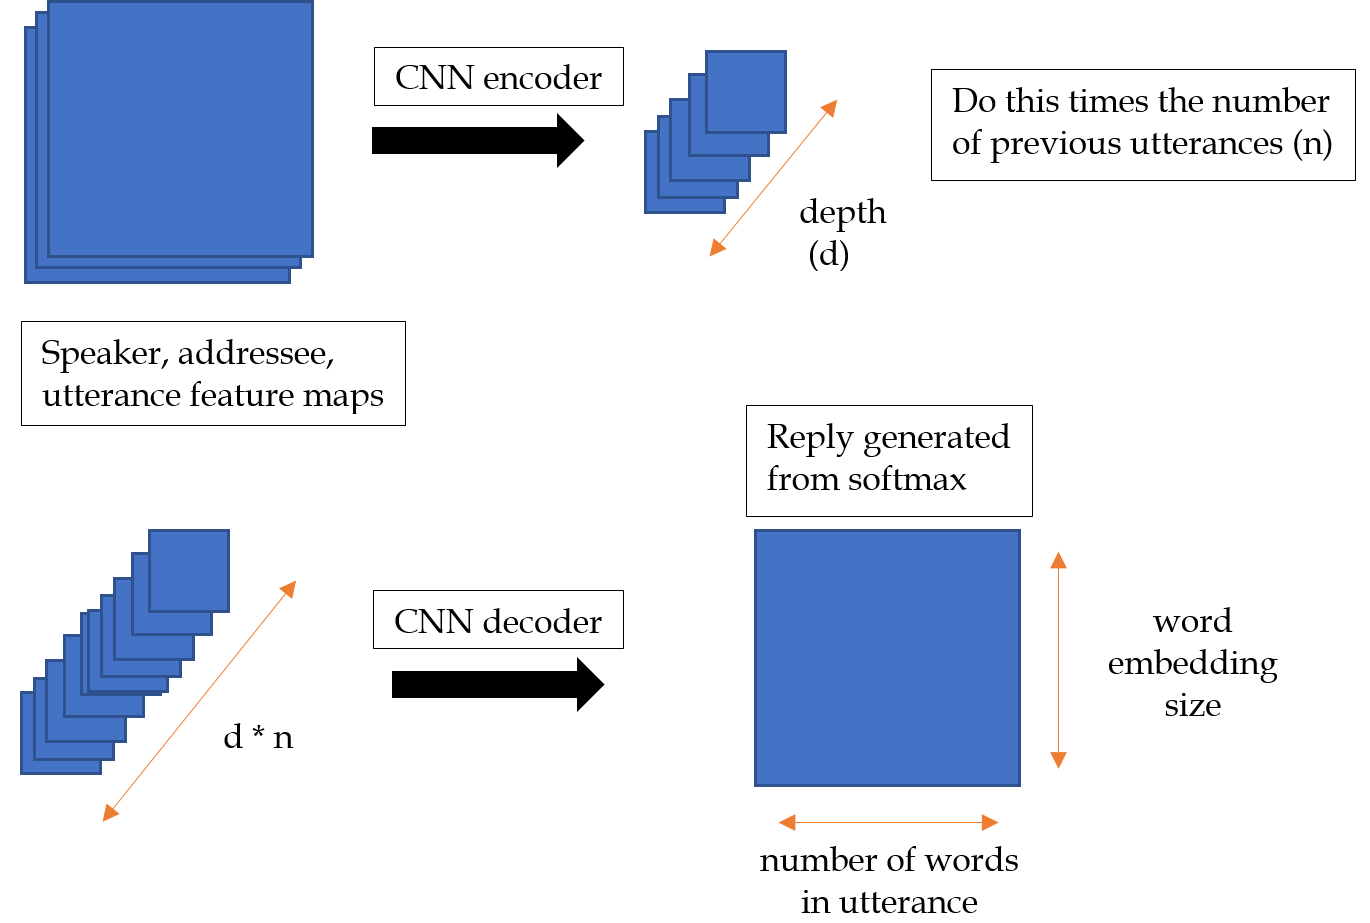 CNN encoder
Do this times the number
of previous utterances (n)
depth
(d)
Speaker, addressee,
utterance feature maps
Reply generated
from softmax
CNN decoder
d * n
word
embedding
size
number of words
in utterance